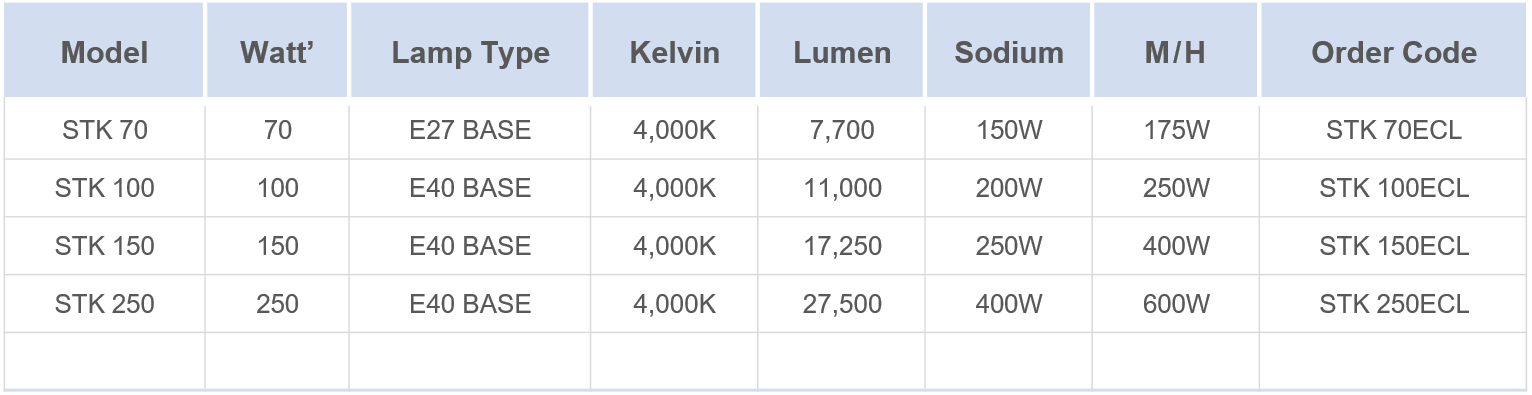 Model Watt’ Lamp Type Kelvin Lumen Sodium M/H Order Code
STK 70 70 E27 BASE 4,000K 7,700 150W 175W STK 70ECL
STK 100 100 E40 BASE 4,000K 11,000 200W 250W STK 100ECL
STK 150 150 E40 BASE 4,000K 17,250 250W 400W STK 150ECL
STK 250 250 E40 BASE 4,000K 27,500 400W 600W STK 250ECL